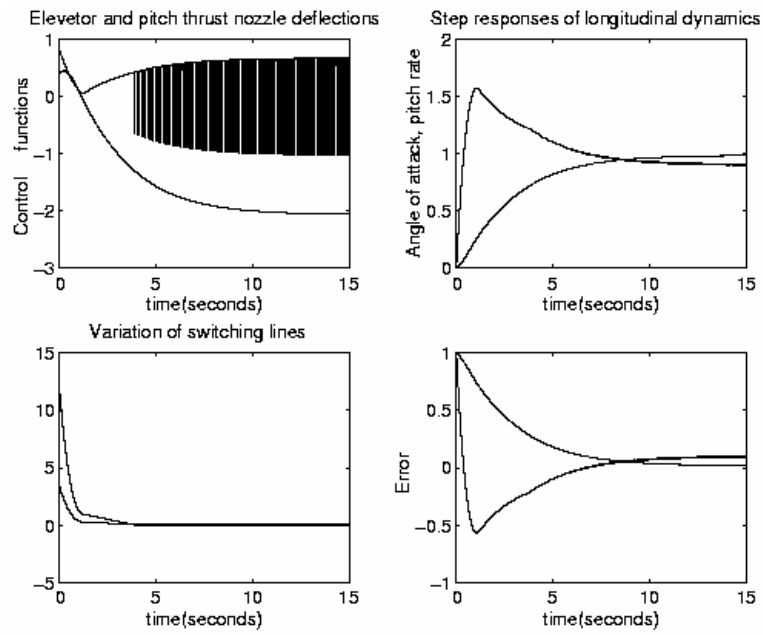 Elevetor and pitch thrust nozzle deflections
Control functions
1
0
−1
−2
−3
0 5 10 15
time(seconds)
Step responses of longitudinal dynamics
Angle of attack, pitch rate
2
1.5
1
0.5
0
0 5 10 15
time(seconds)
Variation of switching lines
15
10
5
0
−5
0 5 10 15
time(seconds)
Error
1
0.5
0
−0.5
−1
0 5 10 15
time(seconds)